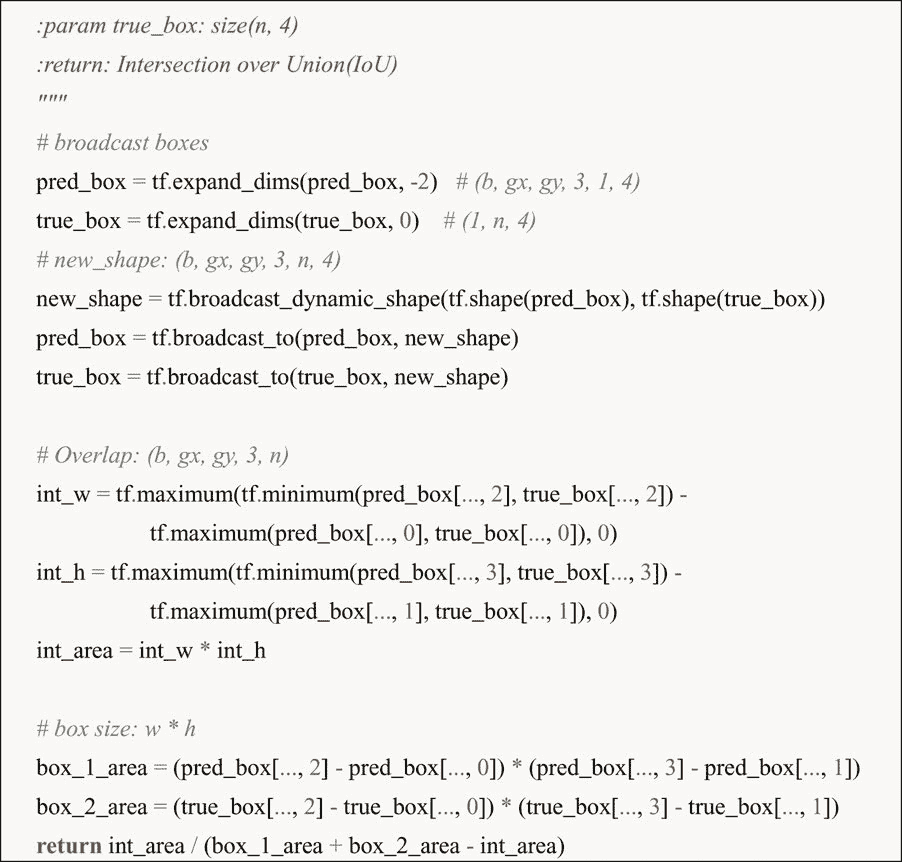 :param true_box: size(n, 4)
:return: Intersection over Union(IoU)
"""
# broadcast boxes
pred_box = tf.expand_dims(pred_box, -2)   # (b, gx, gy, 3, 1, 4)
true_box = tf.expand_dims(true_box, 0)    # (1, n, 4)
# new_shape: (b, gx, gy, 3, n, 4)
new_shape = tf.broadcast_dynamic_shape(tf.shape(pred_box), tf.shape(true_box))
pred_box = tf.broadcast_to(pred_box, new_shape)
true_box = tf.broadcast_to(true_box, new_shape)
# Overlap: (b, gx, gy, 3, n)
int_w = tf.maximum(tf.minimum(pred_box[..., 2], true_box[..., 2]) -
tf.maximum(pred_box[..., 0], true_box[..., 0]), 0)
int_h = tf.maximum(tf.minimum(pred_box[..., 3], true_box[..., 3]) -
tf.maximum(pred_box[..., 1], true_box[..., 1]), 0)
int_area = int_w * int_h
# box size: w * h
box_1_area = (pred_box[..., 2] - pred_box[..., 0]) * (pred_box[..., 3] - pred_box[..., 1])
box_2_area = (true_box[..., 2] - true_box[..., 0]) * (true_box[..., 3] - true_box[..., 1])
return int_area / (box_1_area + box_2_area - int_area)